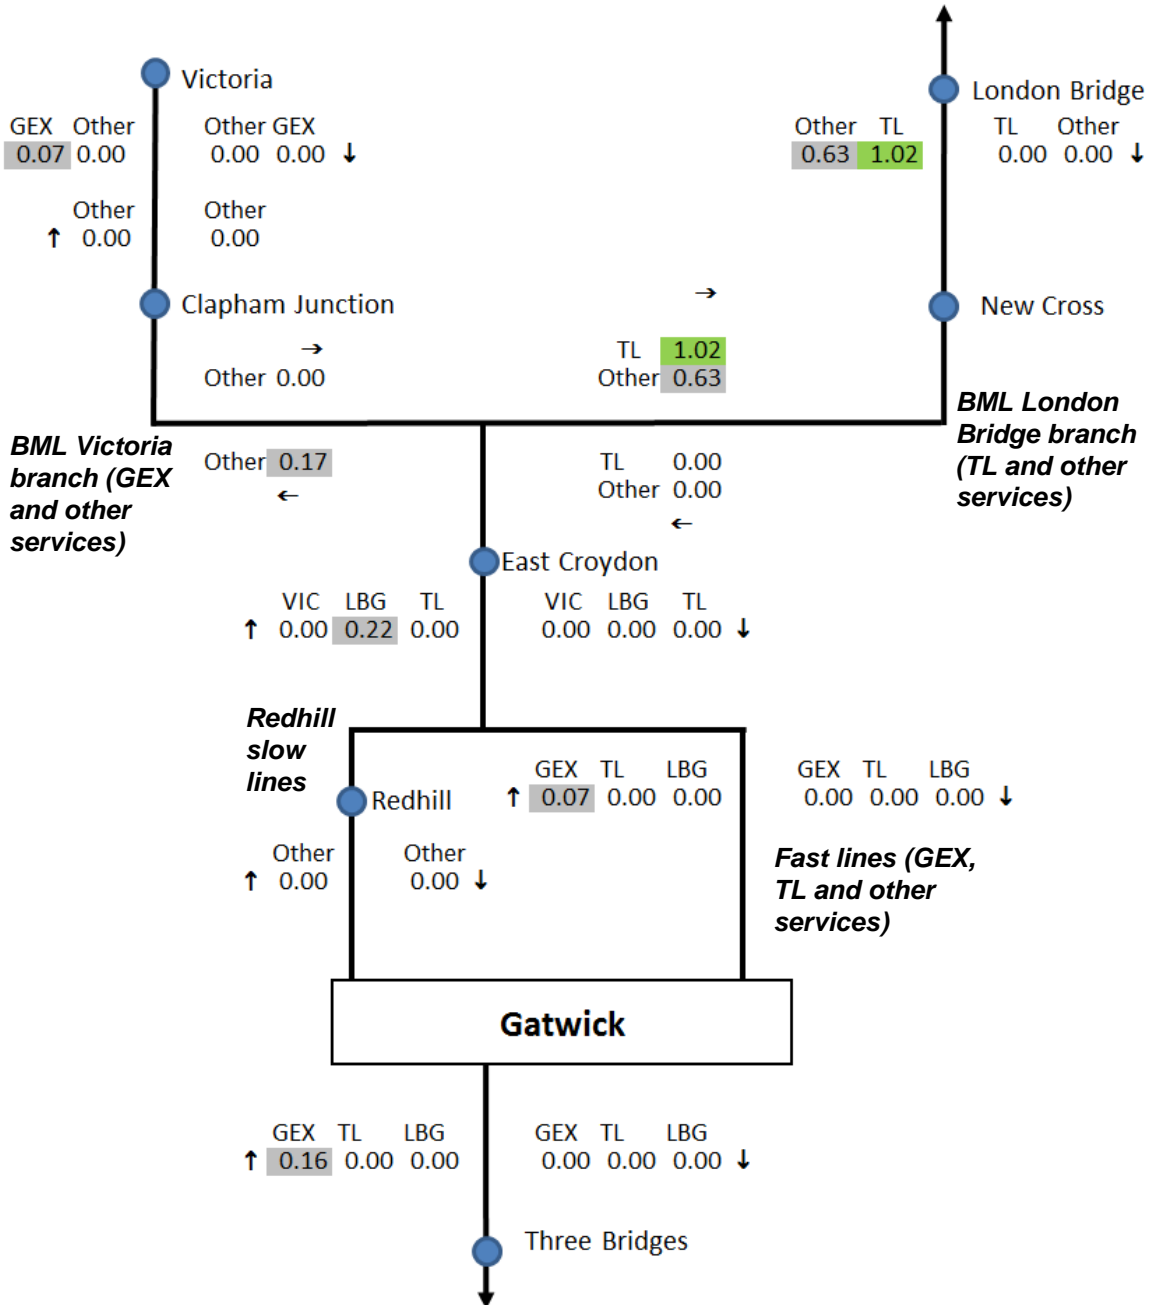 Victoria
London Bridge
GEX Other
Other GEX
0.07 0.00
0.00 0.00 ↓
Other TL
TL Other
0.63 1.02
0.00 0.00 ↓
Other
Other
↑ 0.00
0.00
Clapham Junction
→
New Cross
→
Other 0.00
TL 1.02
Other 0.63
BML Victoria
branch (GEX
and other
services)
Other 0.17
←
TL 0.00
Other 0.00
←
BML London
Bridge branch
(TL and other
services)
East Croydon
VIC LBG TL
VIC LBG TL
↑ 0.00 0.22 0.00
0.00 0.00 0.00 ↓
Redhill
slow
lines
GEX TL LBG
GEX TL LBG
Redhill
↑ 0.07 0.00 0.00
0.00 0.00 0.00 ↓
Other
Other
↑ 0.00
0.00 ↓
Fast lines (GEX,
TL and other
services)
Gatwick
GEX TL LBG
GEX TL LBG
↑ 0.16 0.00 0.00
0.00 0.00 0.00 ↓
Three Bridges